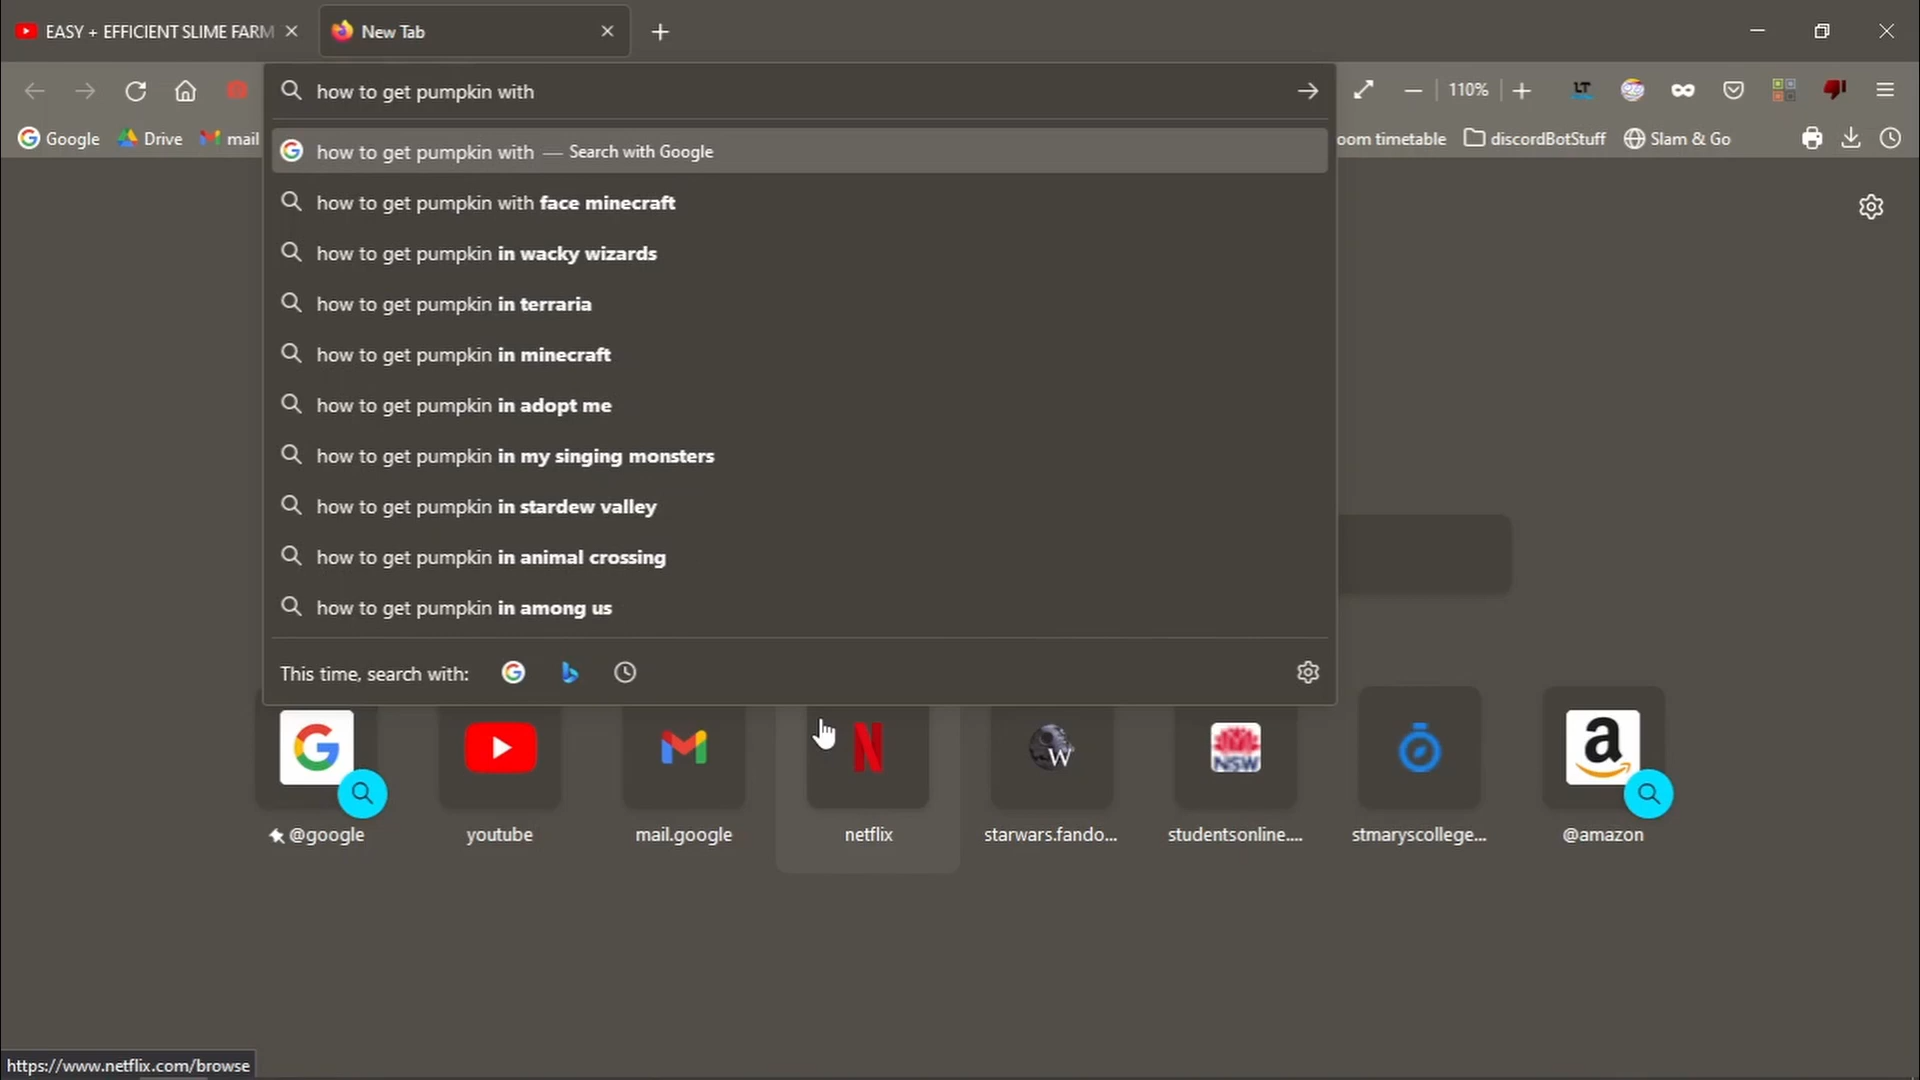 EASY + EFFICIENT SLIME FARM
New Tab
how to get pumpkin with
110%
LT
Google
Drive
mail
oom timetable
discordBotStuff
Slam & Go
how to get pumpkin with — Search with Google
how to get pumpkin with face minecraft
how to get pumpkin in wacky wizards
how to get pumpkin in terraria
how to get pumpkin in minecraft
how to get pumpkin in adopt me
how to get pumpkin in my singing monsters
how to get pumpkin in stardew valley
how to get pumpkin in animal crossing
how to get pumpkin in among us
This time, search with:
W
NSW
@google
youtube
mail.google
netflix
starwars.fando...
studentsonline....
stmaryscollege...
@amazon
https://www.netflix.com/browse